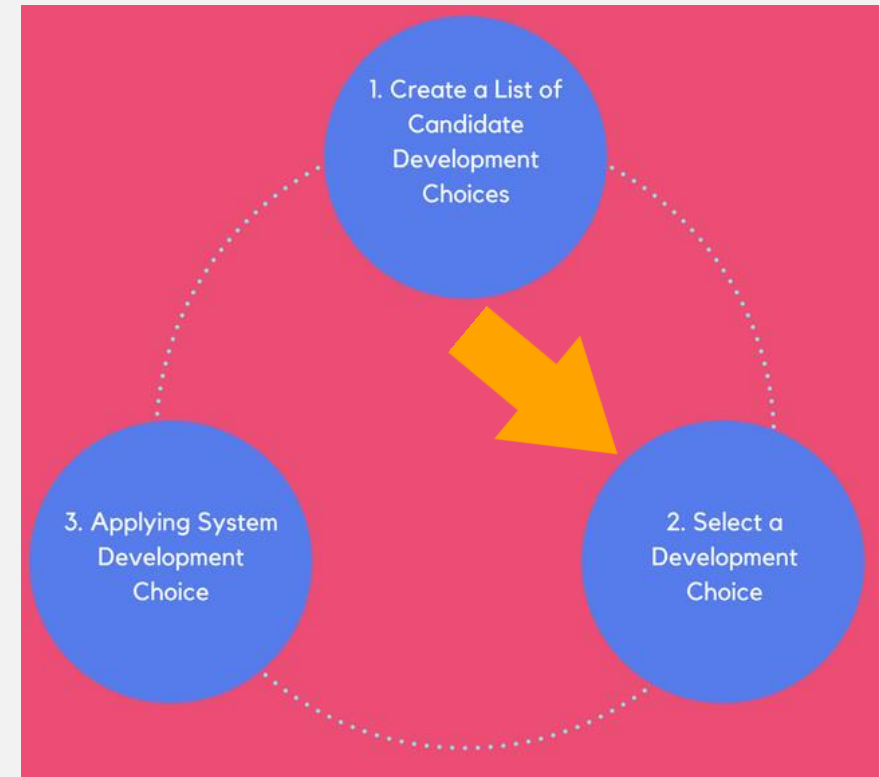 1. Create a List of
Candidate
Development
Choices
2. Select a
Development
Choice
3. Applying System
Development
Choice